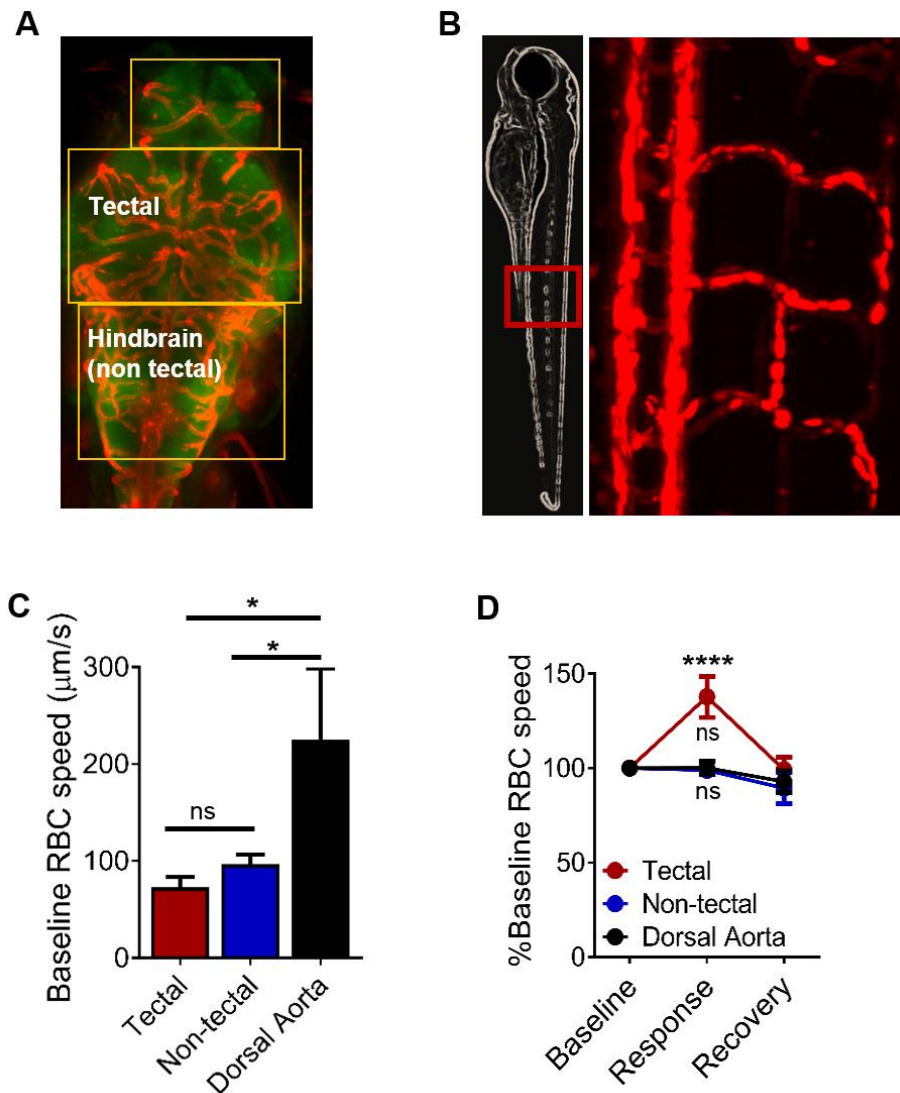 A
Tectal
Hindbrain
(non tectal)
B
C
Baseline RBC speed (μm/s)
300
200
100
0
*
*
ns
Tectal
Non-tectal
Dorsal Aorta
D
%Baseline RBC speed
150
100
50
0
****
ns
ns
Tectal
Non-tectal
Dorsal Aorta
Baseline
Response
Recovery